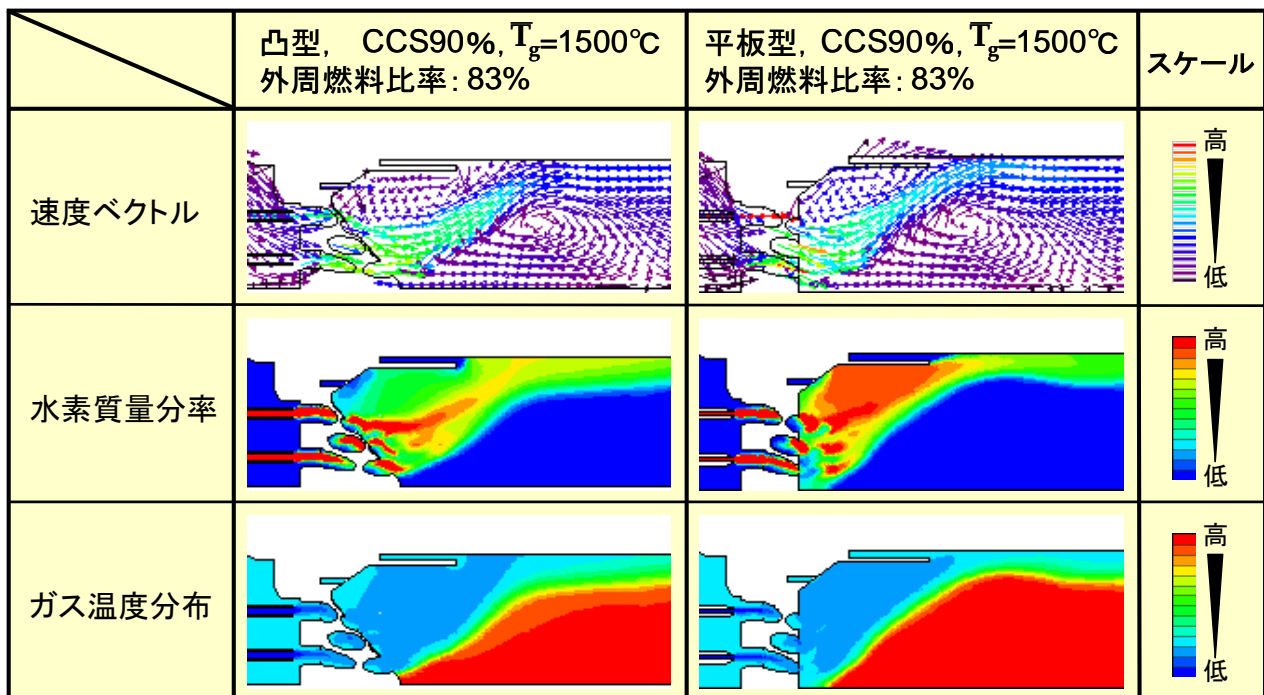 凸型, CCS90%, T̅g=1500℃
外周燃料比率: 83%
平板型, CCS90%, T̅g=1500℃
外周燃料比率: 83%
スケール
速度ベクトル
高
低
水素質量分率
高
低
ガス温度分布
高
低